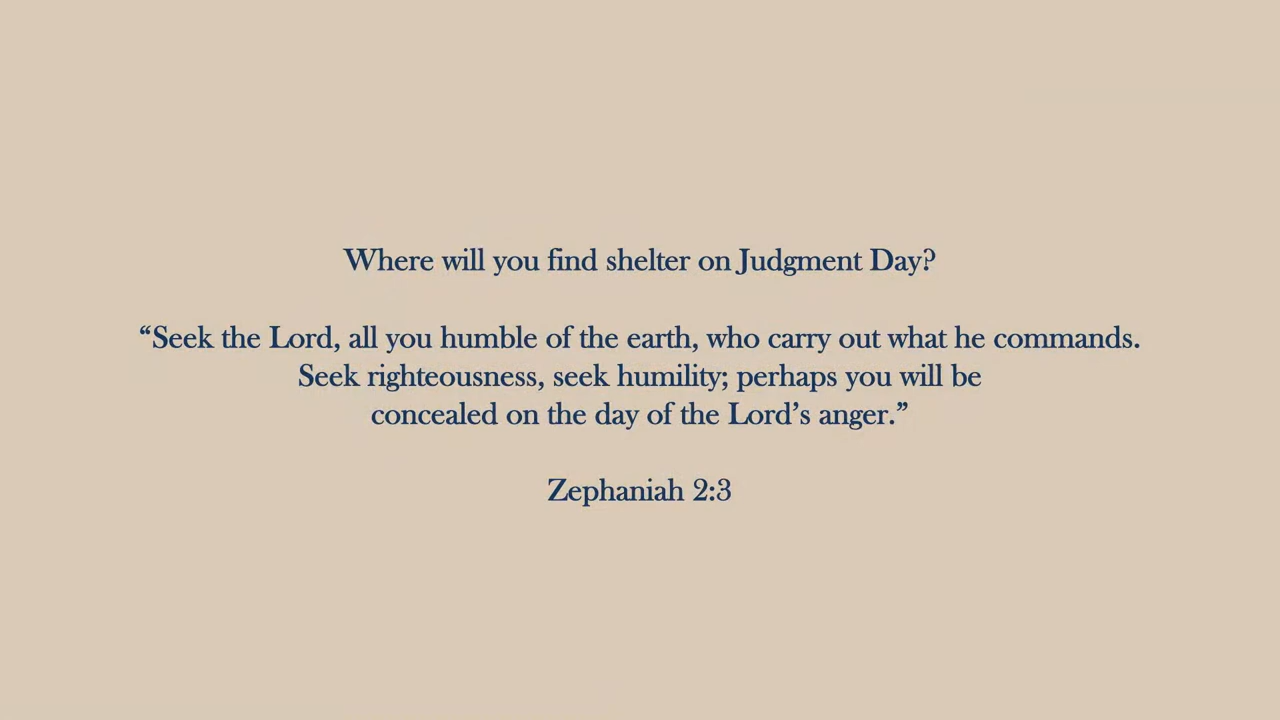 Where will you find shelter on Judgment Day?
“Seek the Lord, all you humble of the earth, who carry out what he commands.
Seek righteousness, seek humility; perhaps you will be
concealed on the day of the Lord’s anger.”
Zephaniah 2:3